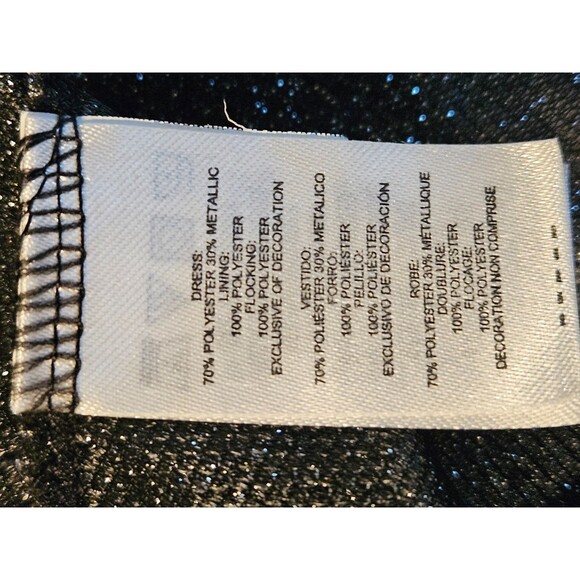 DRESS:
70% POLYESTER 30% METALLIC
LINING:
100% POLYESTER
FLOCKING:
100% POLYESTER
EXCLUSIVE OF DECORATION
VESTIDO:
70% POLIESTER 30% METALICO
FORRO:
100% POLIÉSTER
PELILLO:
100% POLIÉSTER
EXCLUSIVO DE DECORACIÓN
ROBE:
70% POLYESTER 30% MÉTALLIQUE
DOUBLURE:
100% POLYESTER
FLOCAGE:
100% POLYESTER
DECORATION NON COMPRISE